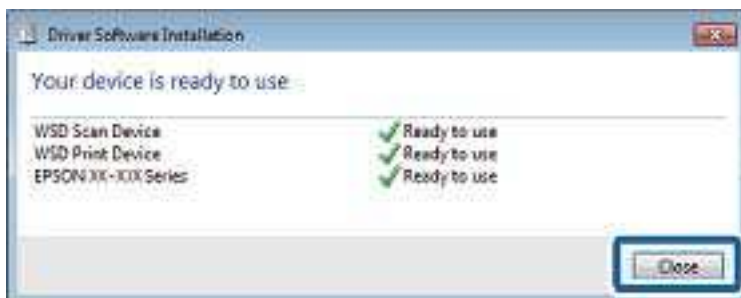 Driver Software Installation
Your device is ready to use
WSD Scan Device Ready to use
WSD Print Device Ready to use
EPSON XX-XXX Series Ready to use
Close